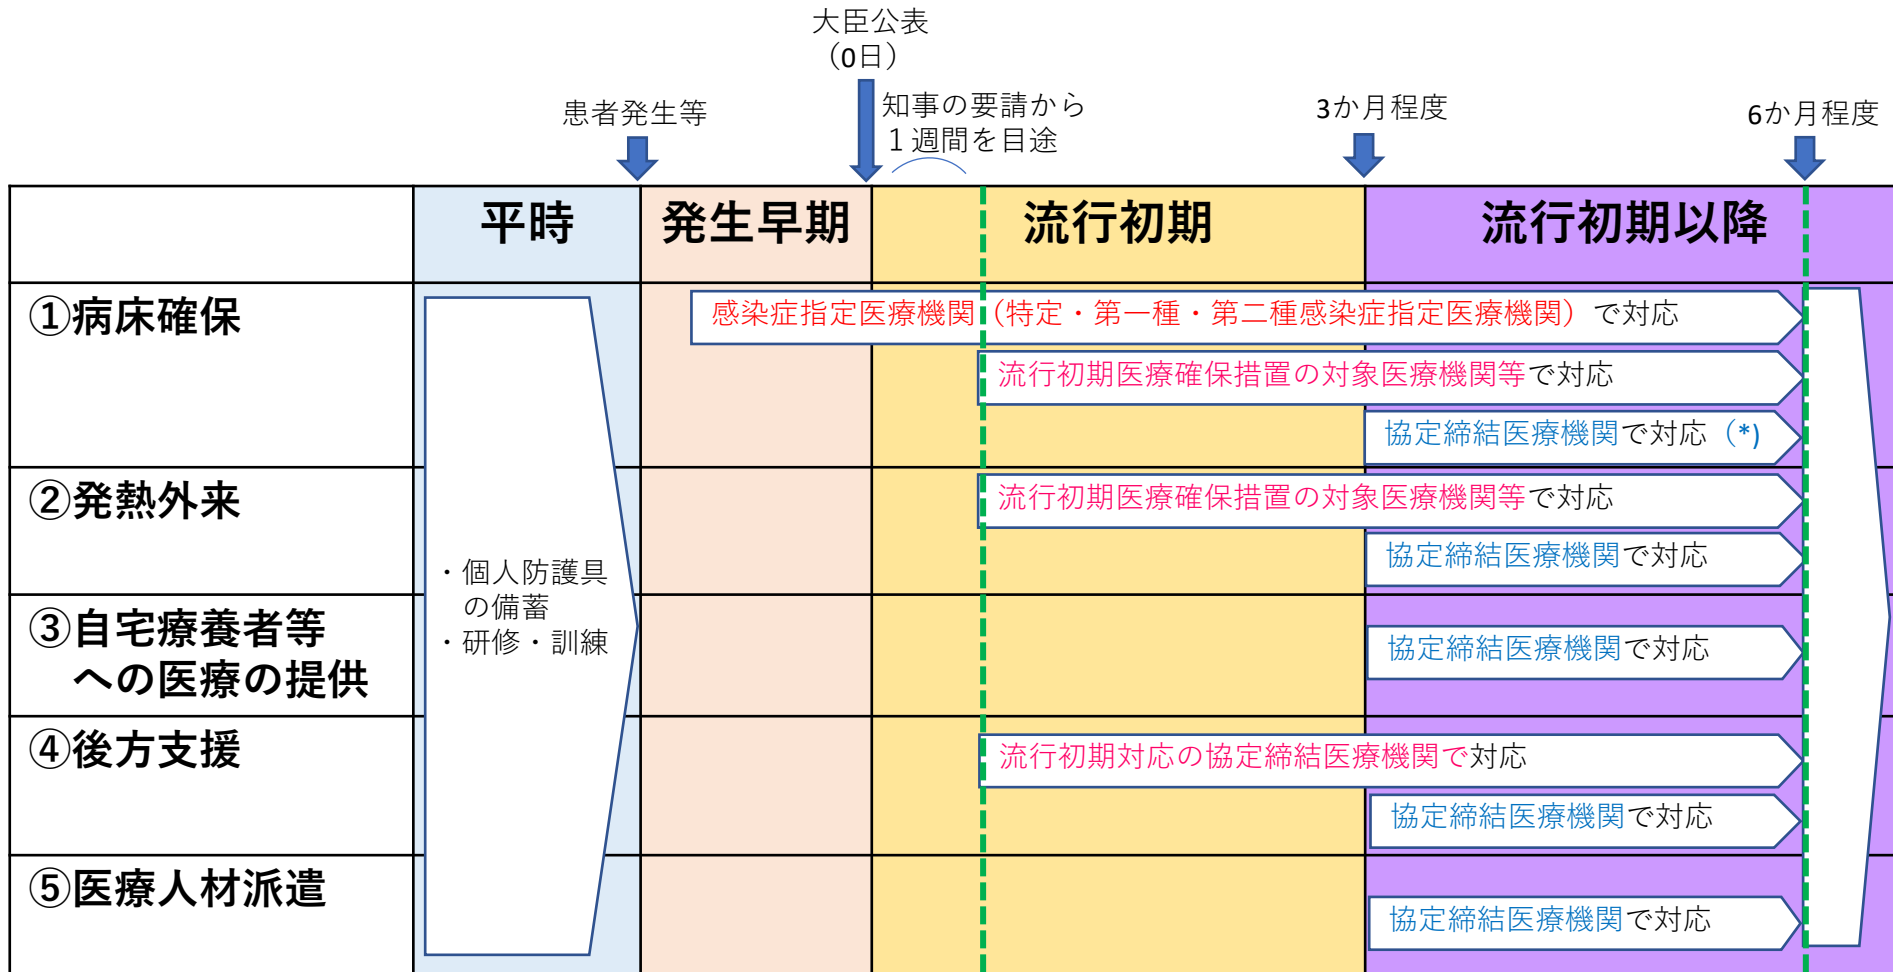 大臣公表
（0日）
患者発生等
知事の要請から
１週間を目途
3か月程度
6か月程度
平時
発生早期
流行初期
流行初期以降
①病床確保
感染症指定医療機関（特定・第一種・第二種感染症指定医療機関）で対応
流行初期医療確保措置の対象医療機関等で対応
協定締結医療機関で対応（*)
②発熱外来
流行初期医療確保措置の対象医療機関等で対応
協定締結医療機関で対応
・個人防護具
の備蓄
・研修・訓練
③自宅療養者等
への医療の提供
協定締結医療機関で対応
④後方支援
流行初期対応の協定締結医療機関で対応
協定締結医療機関で対応
⑤医療人材派遣
協定締結医療機関で対応